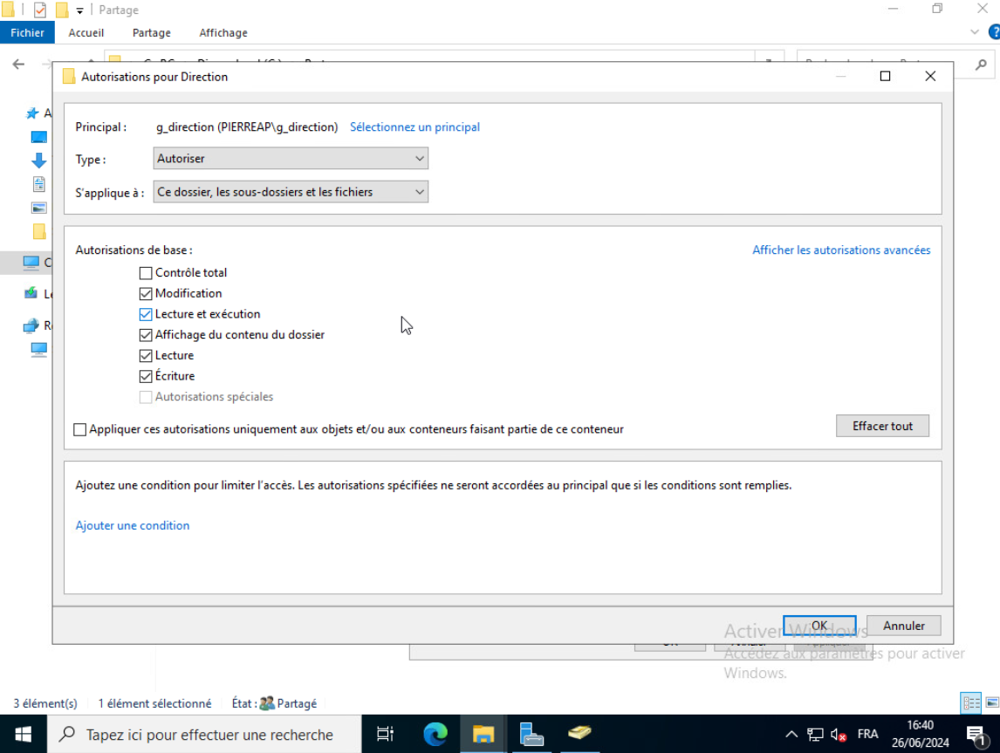 Partage
Fichier Accueil Partage Affichage
Autorisations pour Direction
Principal : g_direction (PIERREAP\g_direction) Sélectionnez un principal
Type : Autoriser
S'applique à : Ce dossier, les sous-dossiers et les fichiers
Autorisations de base : Afficher les autorisations avancées
Contrôle total
Modification
Lecture et exécution
Affichage du contenu du dossier
Lecture
Écriture
Autorisations spéciales
Appliquer ces autorisations uniquement aux objets et/ou aux conteneurs faisant partie de ce conteneur Effacer tout
Ajoutez une condition pour limiter l'accès. Les autorisations spécifiées ne seront accordées au principal que si les conditions sont remplies.
Ajouter une condition
OK Annuler
Activer Windows
Accédez aux paramètres pour activer
Windows.
3 élément(s) 1 élément sélectionné État : Partagé
Tapez ici pour effectuer une recherche
FRA
16:40
26/06/2024
1